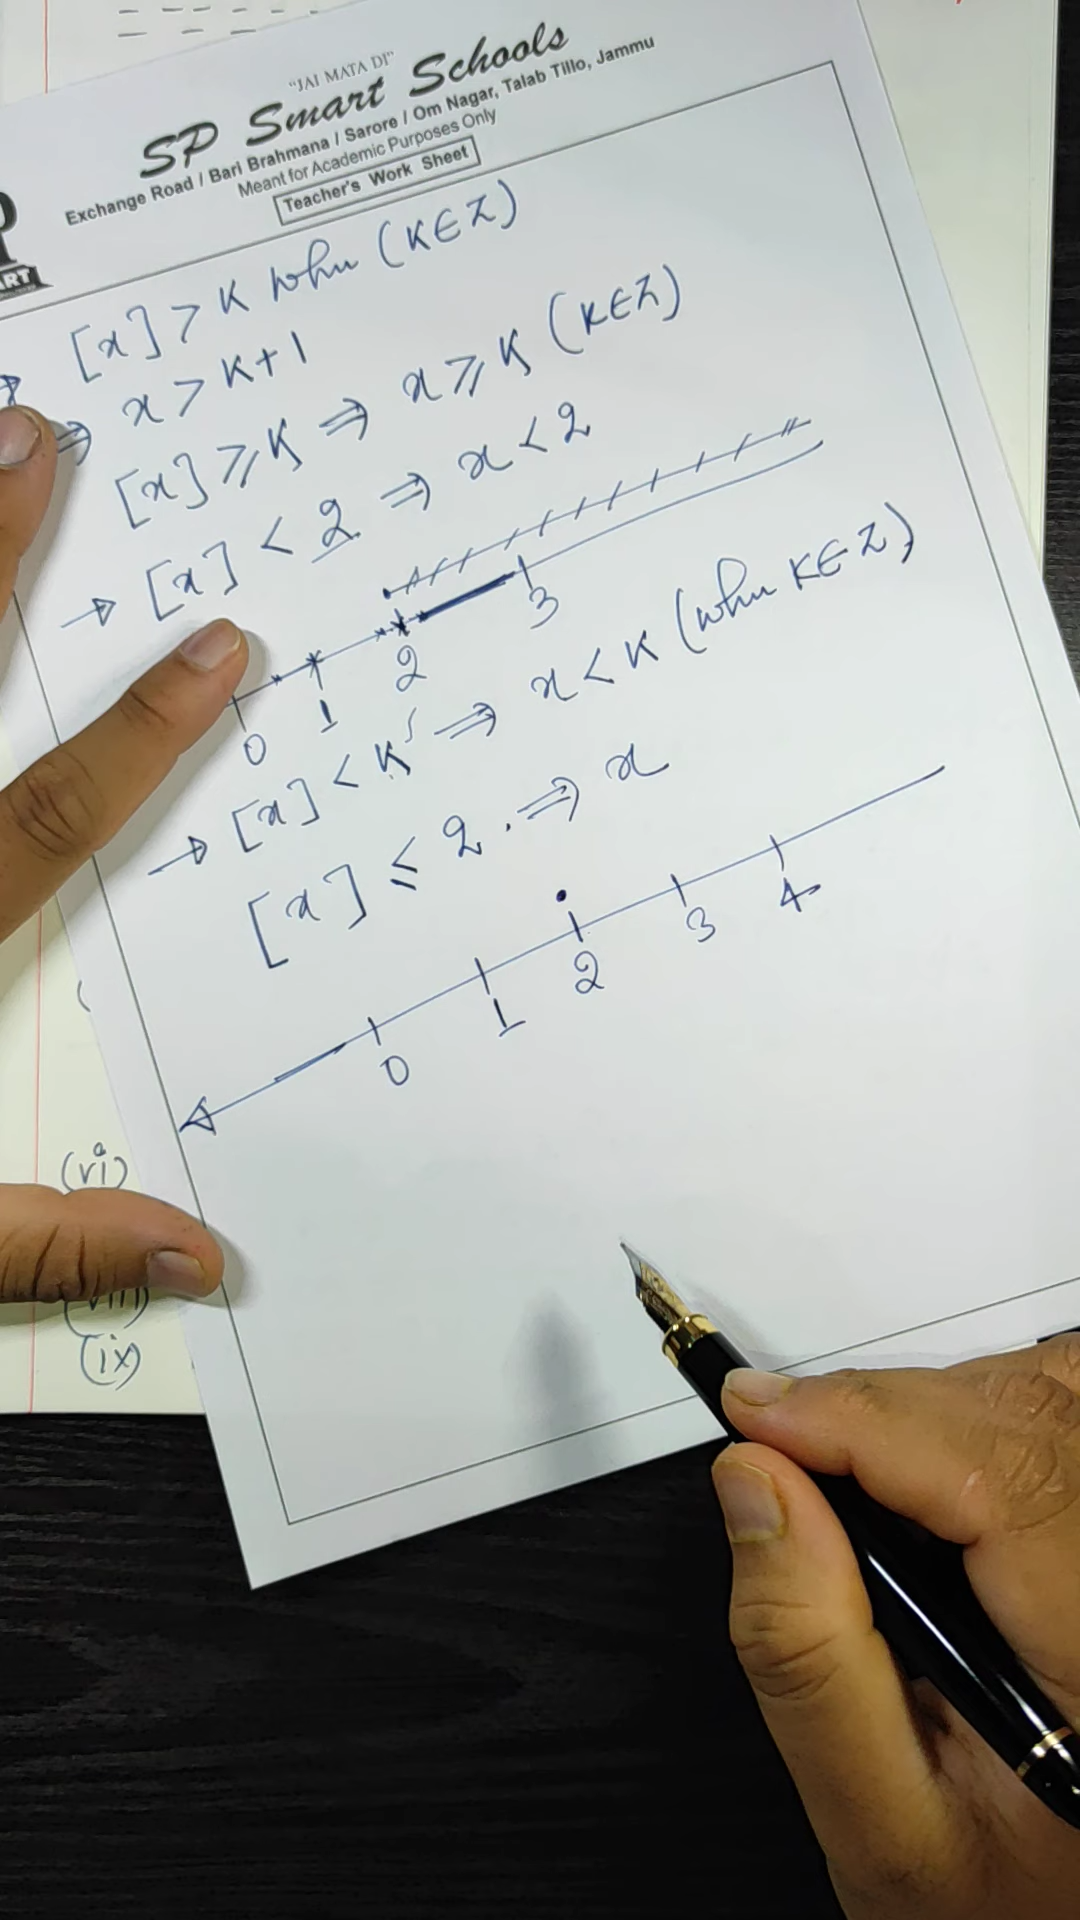 "JAI MATA DI"
SP Smart Schools
Exchange Road / Bari Brahmana / Sarore / Om Nagar, Talab Tillo, Jammu
Meant for Academic Purposes Only
Teacher's Work Sheet
ART
[x] > K when (K∈Z)
⇒ x > K+1
[x] ⩾ K ⇒ x ⩾ K (K∈Z)
→ [x] < 2 ⇒ x < 2
0 1 2 3
→ [x] < K ⇒ x < K (when K∈Z)
[x] ≤ 2 . ⇒ x
0 1 2 3 4
(vi)
(viii)
(ix)